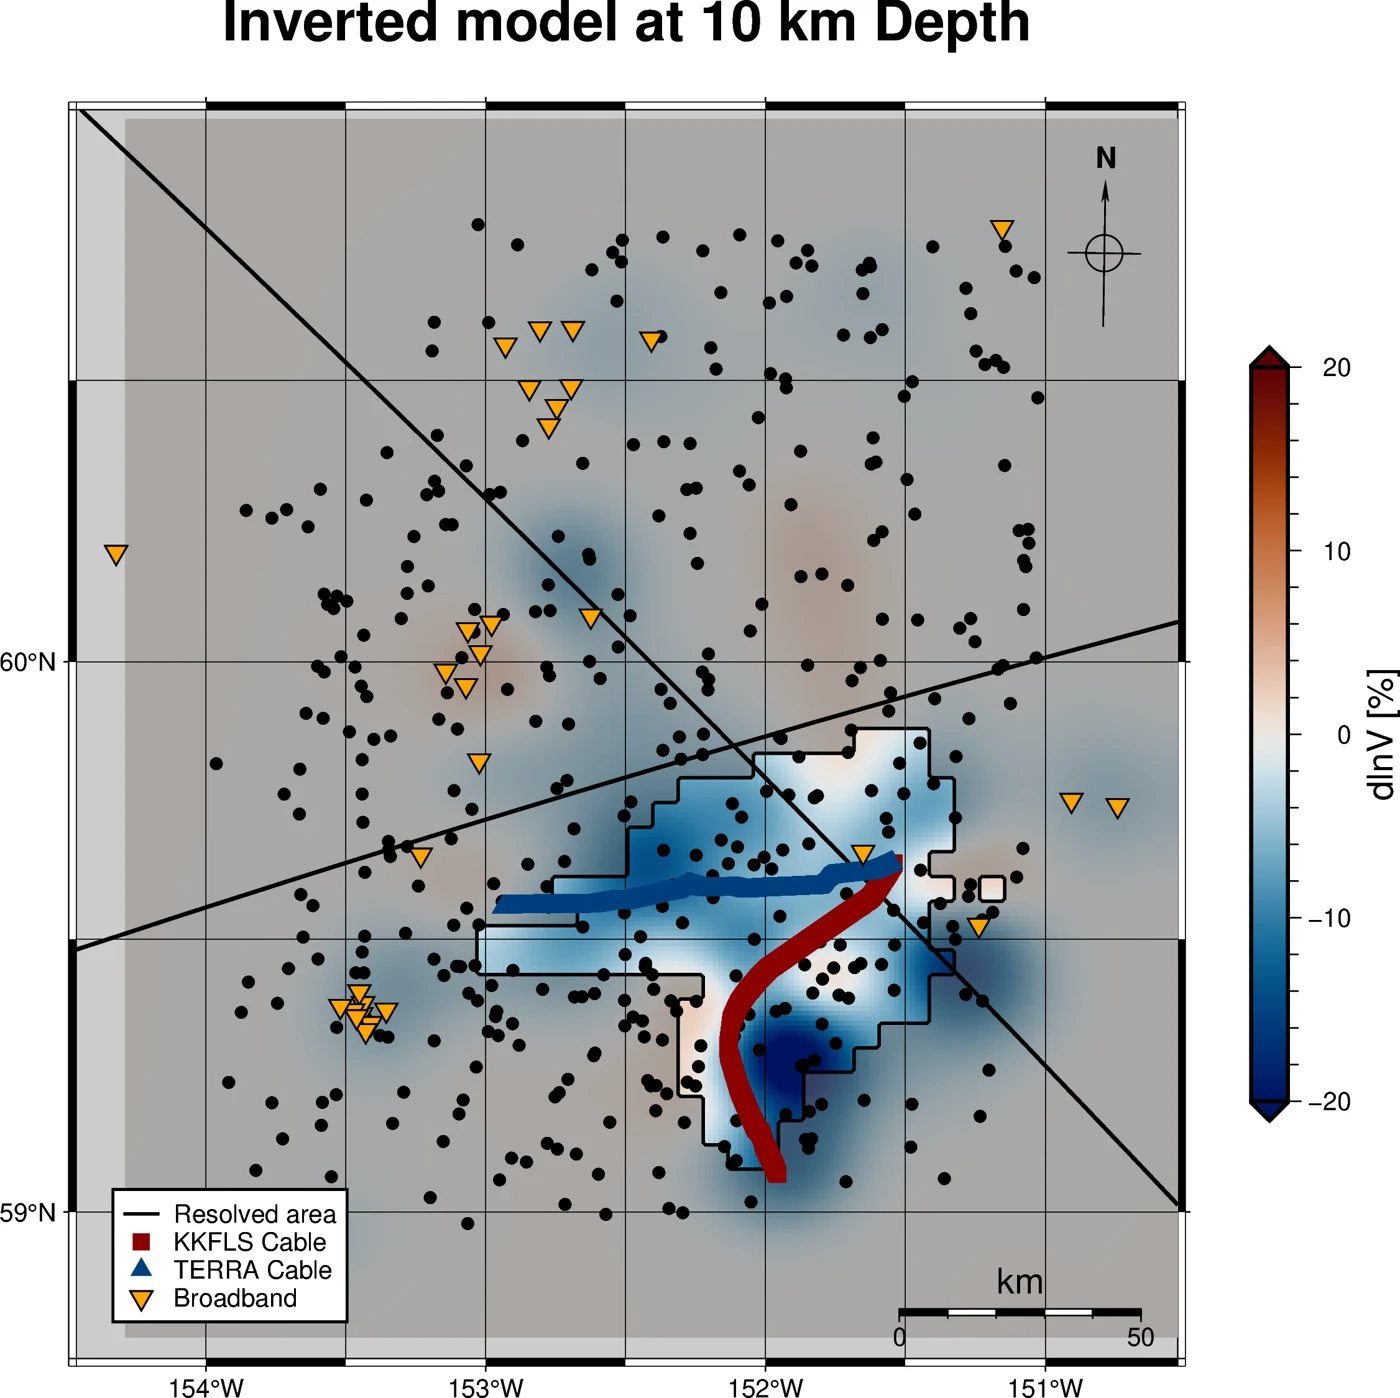 Inverted model at 10 km Depth
N
20
10
0
−10
−20
dlnV [%]
60°N
59°N
Resolved area
KKFLS Cable
TERRA Cable
Broadband
km
0 50
154°W 153°W 152°W 151°W